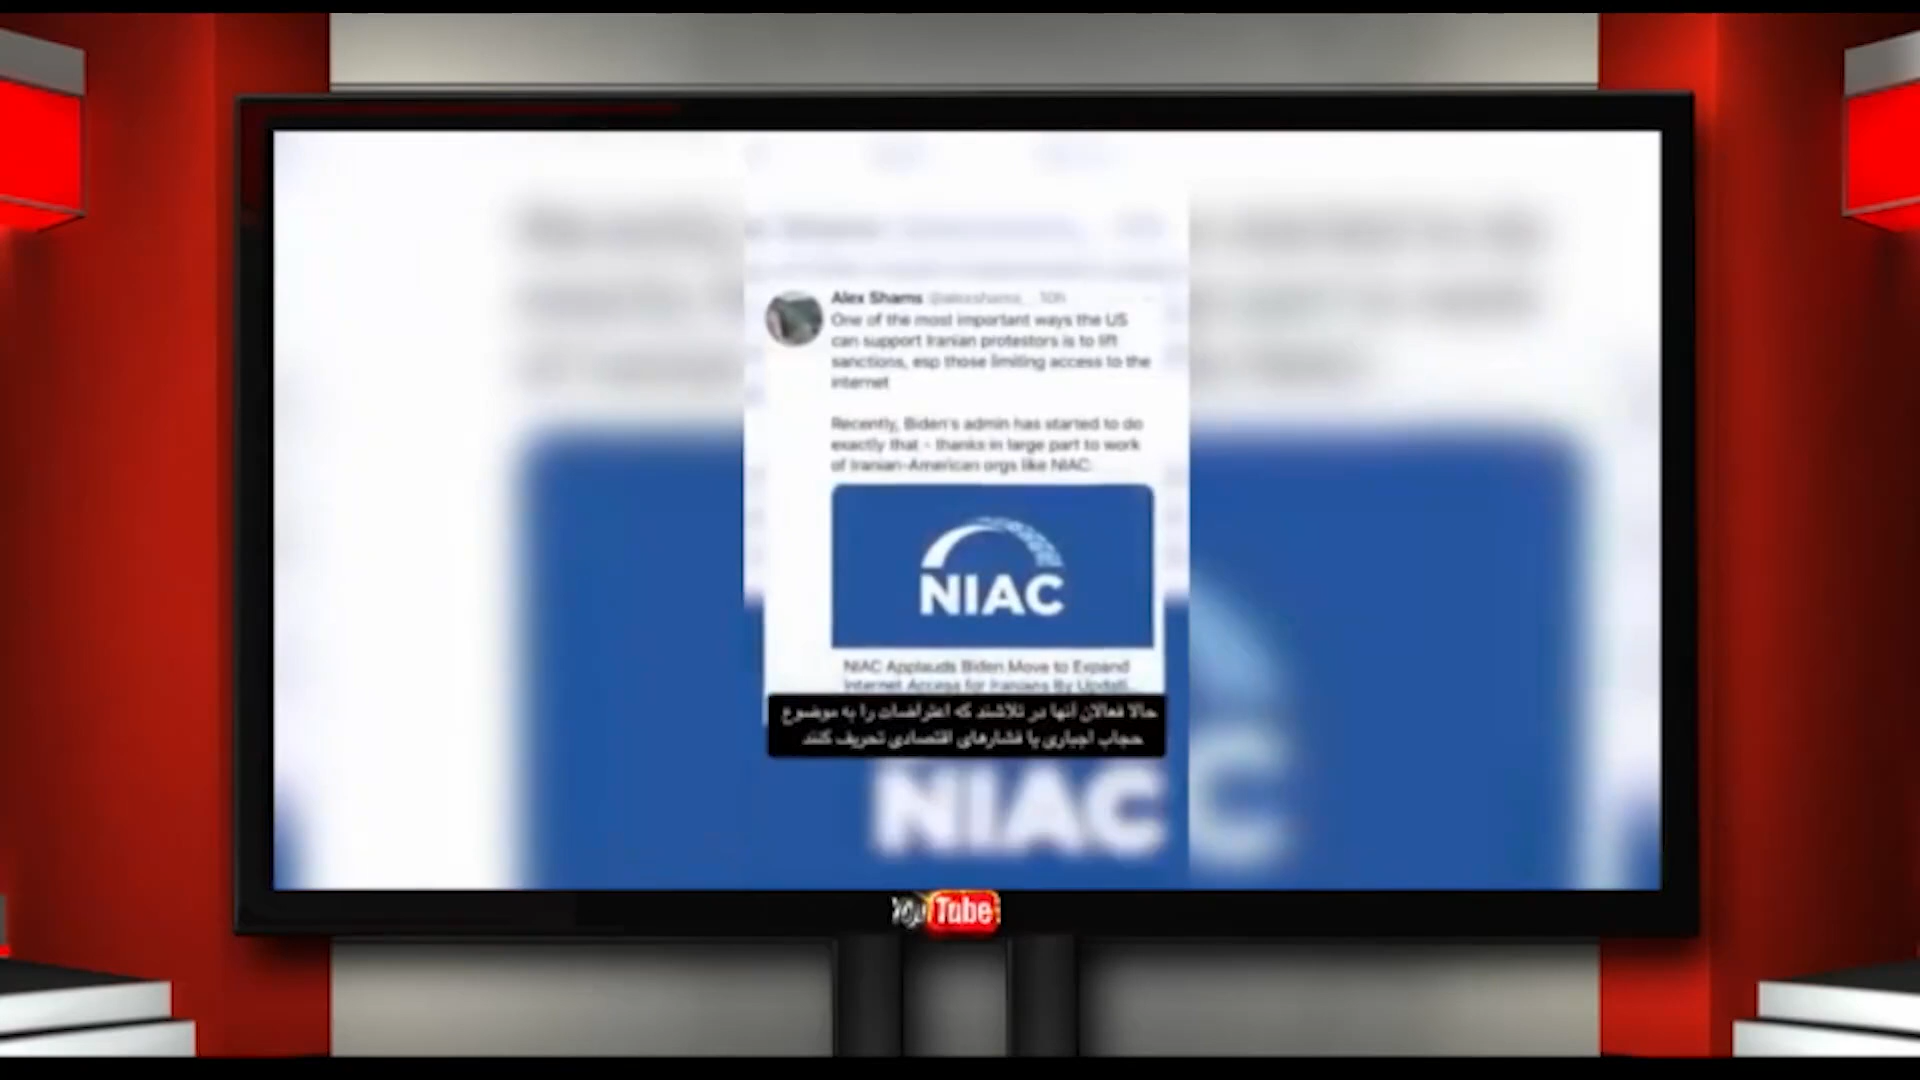 Alex Shams @alexshams_ · 10h
One of the most important ways the US
can support Iranian protestors is to lift
sanctions, esp those limiting access to the
internet
Recently, Biden's admin has started to do
exactly that - thanks in large part to work
of Iranian-American orgs like NIAC:
NIAC
NIAC Applauds Biden Move to Expand
Internet Access for Iranians By Updati...
حالا فعالان آنها در تلاشند که اعتراضات را به موضوع
حجاب اجباری یا فشارهای اقتصادی تحریف کنند
NIAC
YouTube